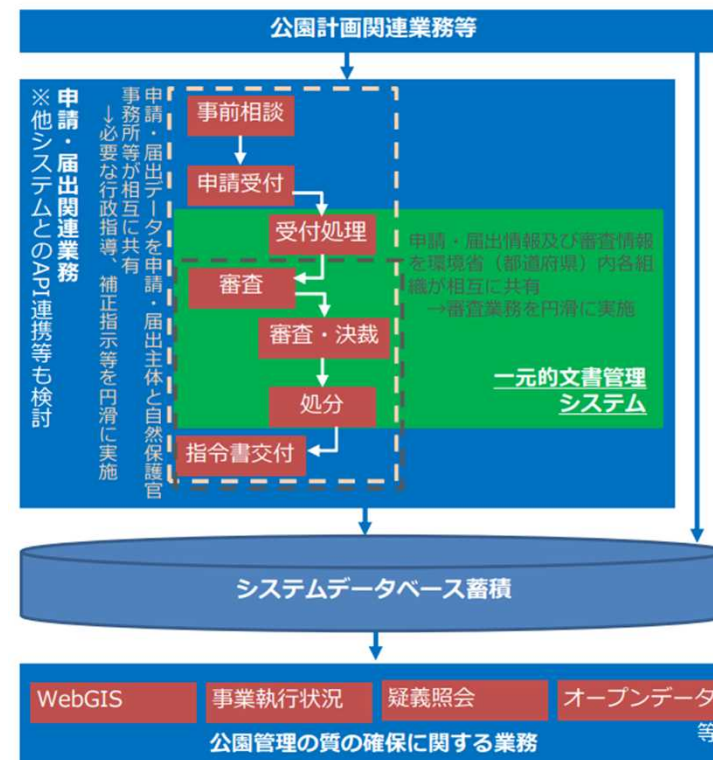 公園計画関連業務等
申請・届出関連業務
※他システムとのAPI連携等も検討
申請・届出データを申請・届出主体と自然保護官
事務所等が相互に共有
→必要な行政指導、補正指示等を円滑に実施
事前相談
申請受付
受付処理
審査
審査・決裁
処分
指令書交付
申請・届出情報及び審査情報
を環境省（都道府県）内各組
織が相互に共有
→審査業務を円滑に実施
一元的文書管理
システム
システムデータベース蓄積
WebGIS
事業執行状況
疑義照会
オープンデータ
等
公園管理の質の確保に関する業務